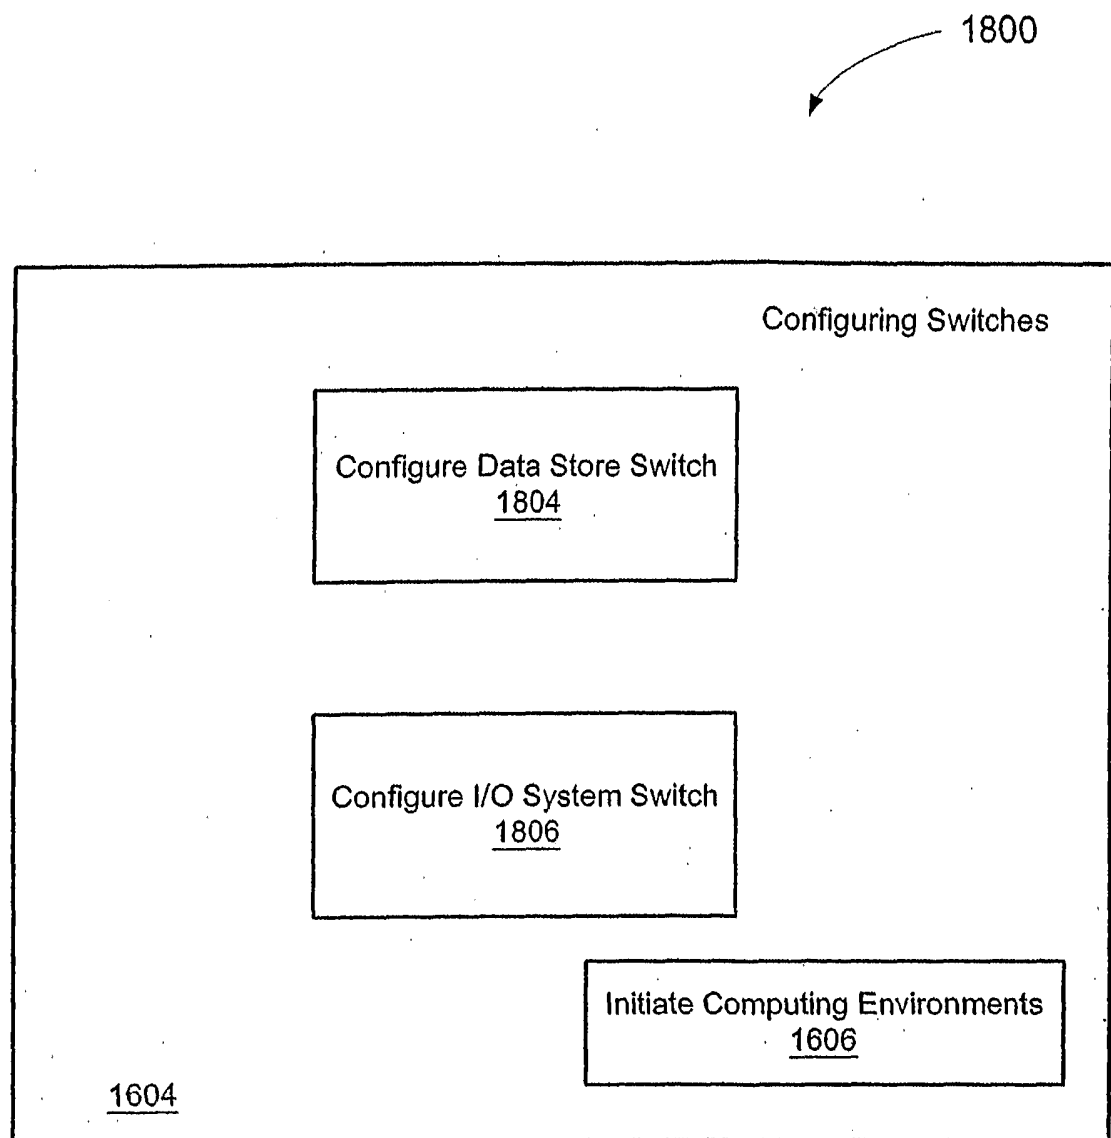 1800
Configuring Switches
Configure Data Store Switch
1804
Configure I/O System Switch
1806
Initiate Computing Environments
1606
1604